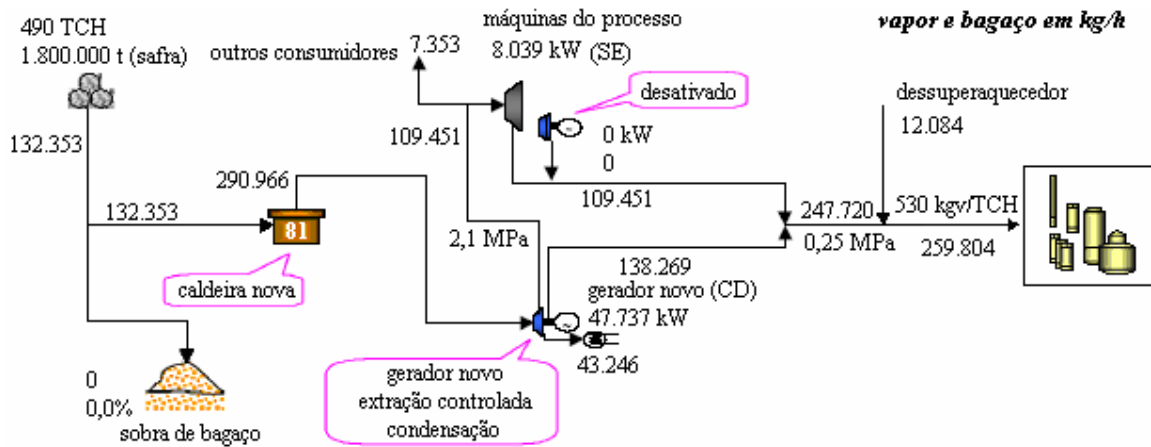 490 TCH
1.800.000 t (safra)
máquinas do processo
8.039 kW (SE)
vapor e bagaço em kg/h
outros consumidores
7.353
desativado
dessuperaquecedor
12.084
132.353
109.451
0 kW
0
290.966
132.353
109.451
247.720
530 kgv/TCH
81
2,1 MPa
0,25 MPa
259.804
caldeira nova
138.269
gerador novo (CD)
47.737 kW
43.246
gerador novo
extração controlada
condensação
0
0,0%
sobra de bagaço